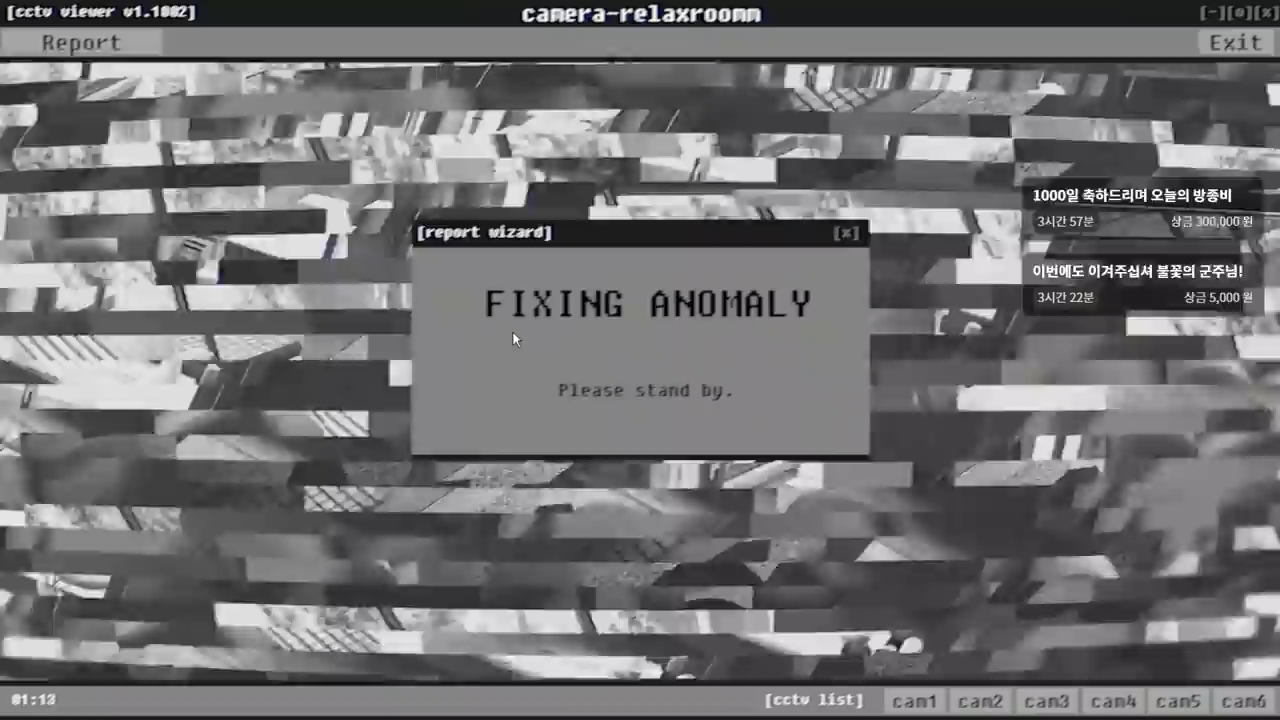 [cctv viewer v1.1002]
camera-relaxroomm
[-][o][x]
Report
Exit
1000일 축하드리며 오늘의 방종비
3시간 57분
상금 300,000 원
[report wizard]
[x]
이번에도 이겨주십셔 불꽃의 군주님!
3시간 22분
상금 5,000 원
FIXING ANOMALY
Please stand by.
01:13
[cctv list]
cam1
cam2
cam3
cam4
cam5
cam6